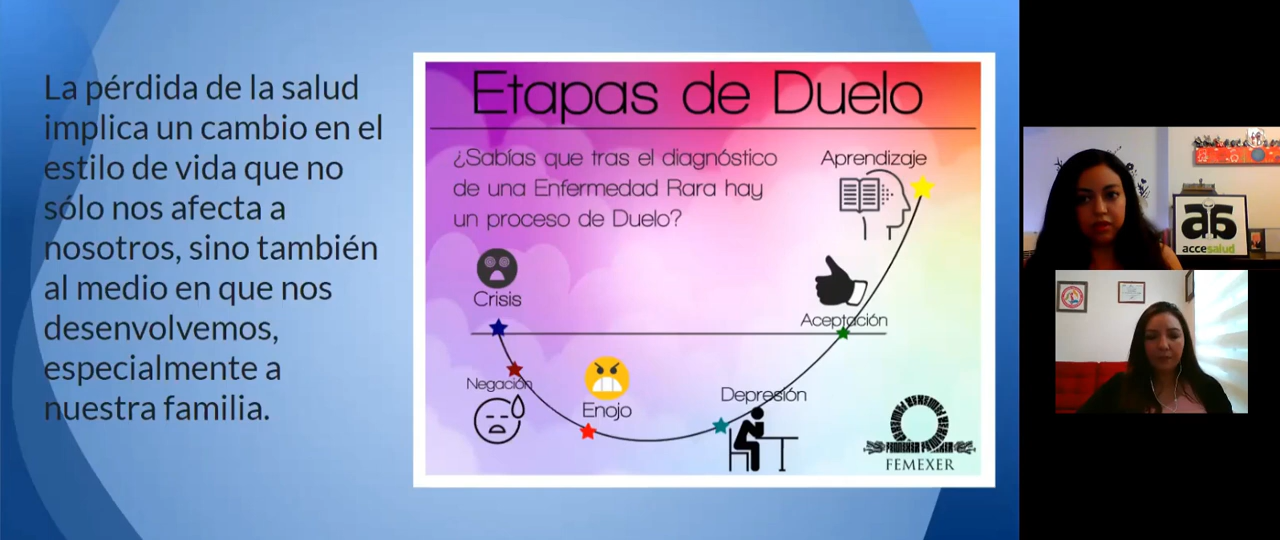 La pérdida de la salud
implica un cambio en el
estilo de vida que no
sólo nos afecta a
nosotros, sino también
al medio en que nos
desenvolvemos,
especialmente a
nuestra familia.
Etapas de Duelo
¿Sabías que tras el diagnóstico
de una Enfermedad Rara hay
un proceso de Duelo?
Aprendizaje
Crisis
Aceptación
Negación
Enojo
Depresión
FEMEXER
accesalud